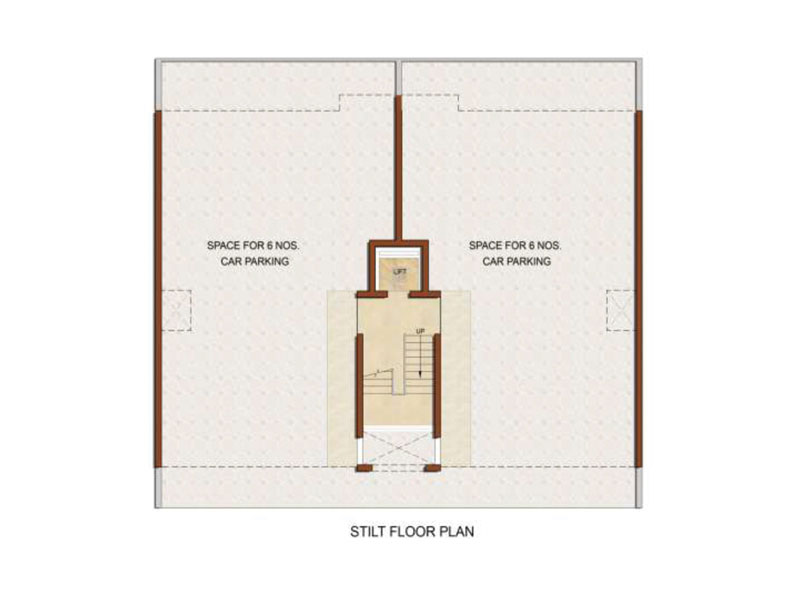 SPACE FOR 6 NOS.
CAR PARKING
SPACE FOR 6 NOS.
CAR PARKING
LIFT
UP
STILT FLOOR PLAN